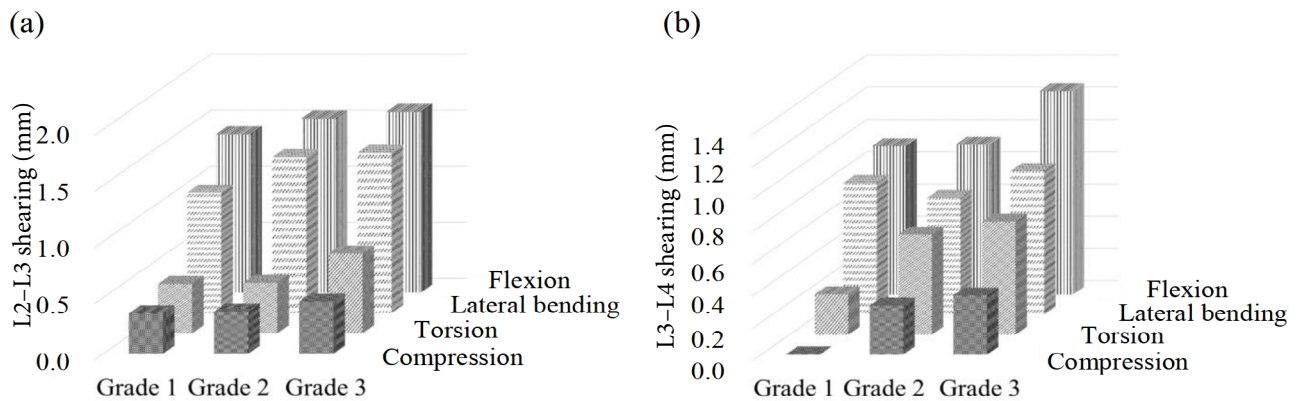 (a)
L2–L3 shearing (mm)
2.0
1.5
1.0
0.5
0.0
Flexion
Lateral bending
Torsion
Compression
Grade 1 Grade 2 Grade 3
(b)
L3–L4 shearing (mm)
1.4
1.2
1.0
0.8
0.6
0.4
0.2
0.0
Flexion
Lateral bending
Torsion
Compression
Grade 1 Grade 2 Grade 3